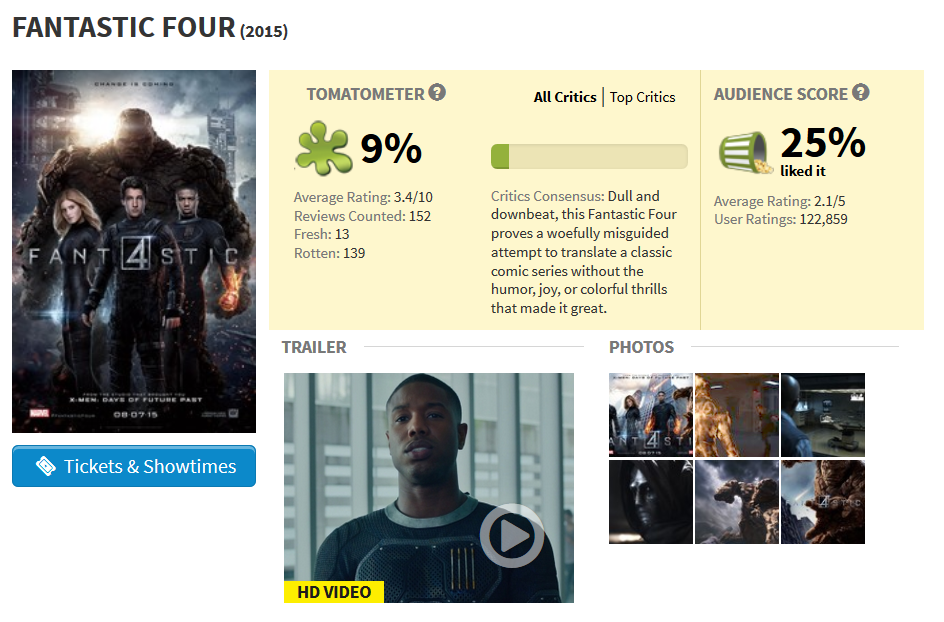 FANTASTIC FOUR (2015)
CHANGE IS COMING
FANT4STIC
FROM THE STUDIO THAT BROUGHT YOU
X-MEN: DAYS OF FUTURE PAST
MARVEL
08·07·15
Tickets & Showtimes
TOMATOMETER ?
All Critics | Top Critics
9%
Average Rating: 3.4/10
Reviews Counted: 152
Fresh: 13
Rotten: 139
Critics Consensus: Dull and
downbeat, this Fantastic Four
proves a woefully misguided
attempt to translate a classic
comic series without the
humor, joy, or colorful thrills
that made it great.
AUDIENCE SCORE ?
25%
liked it
Average Rating: 2.1/5
User Ratings: 122,859
TRAILER
HD VIDEO
PHOTOS